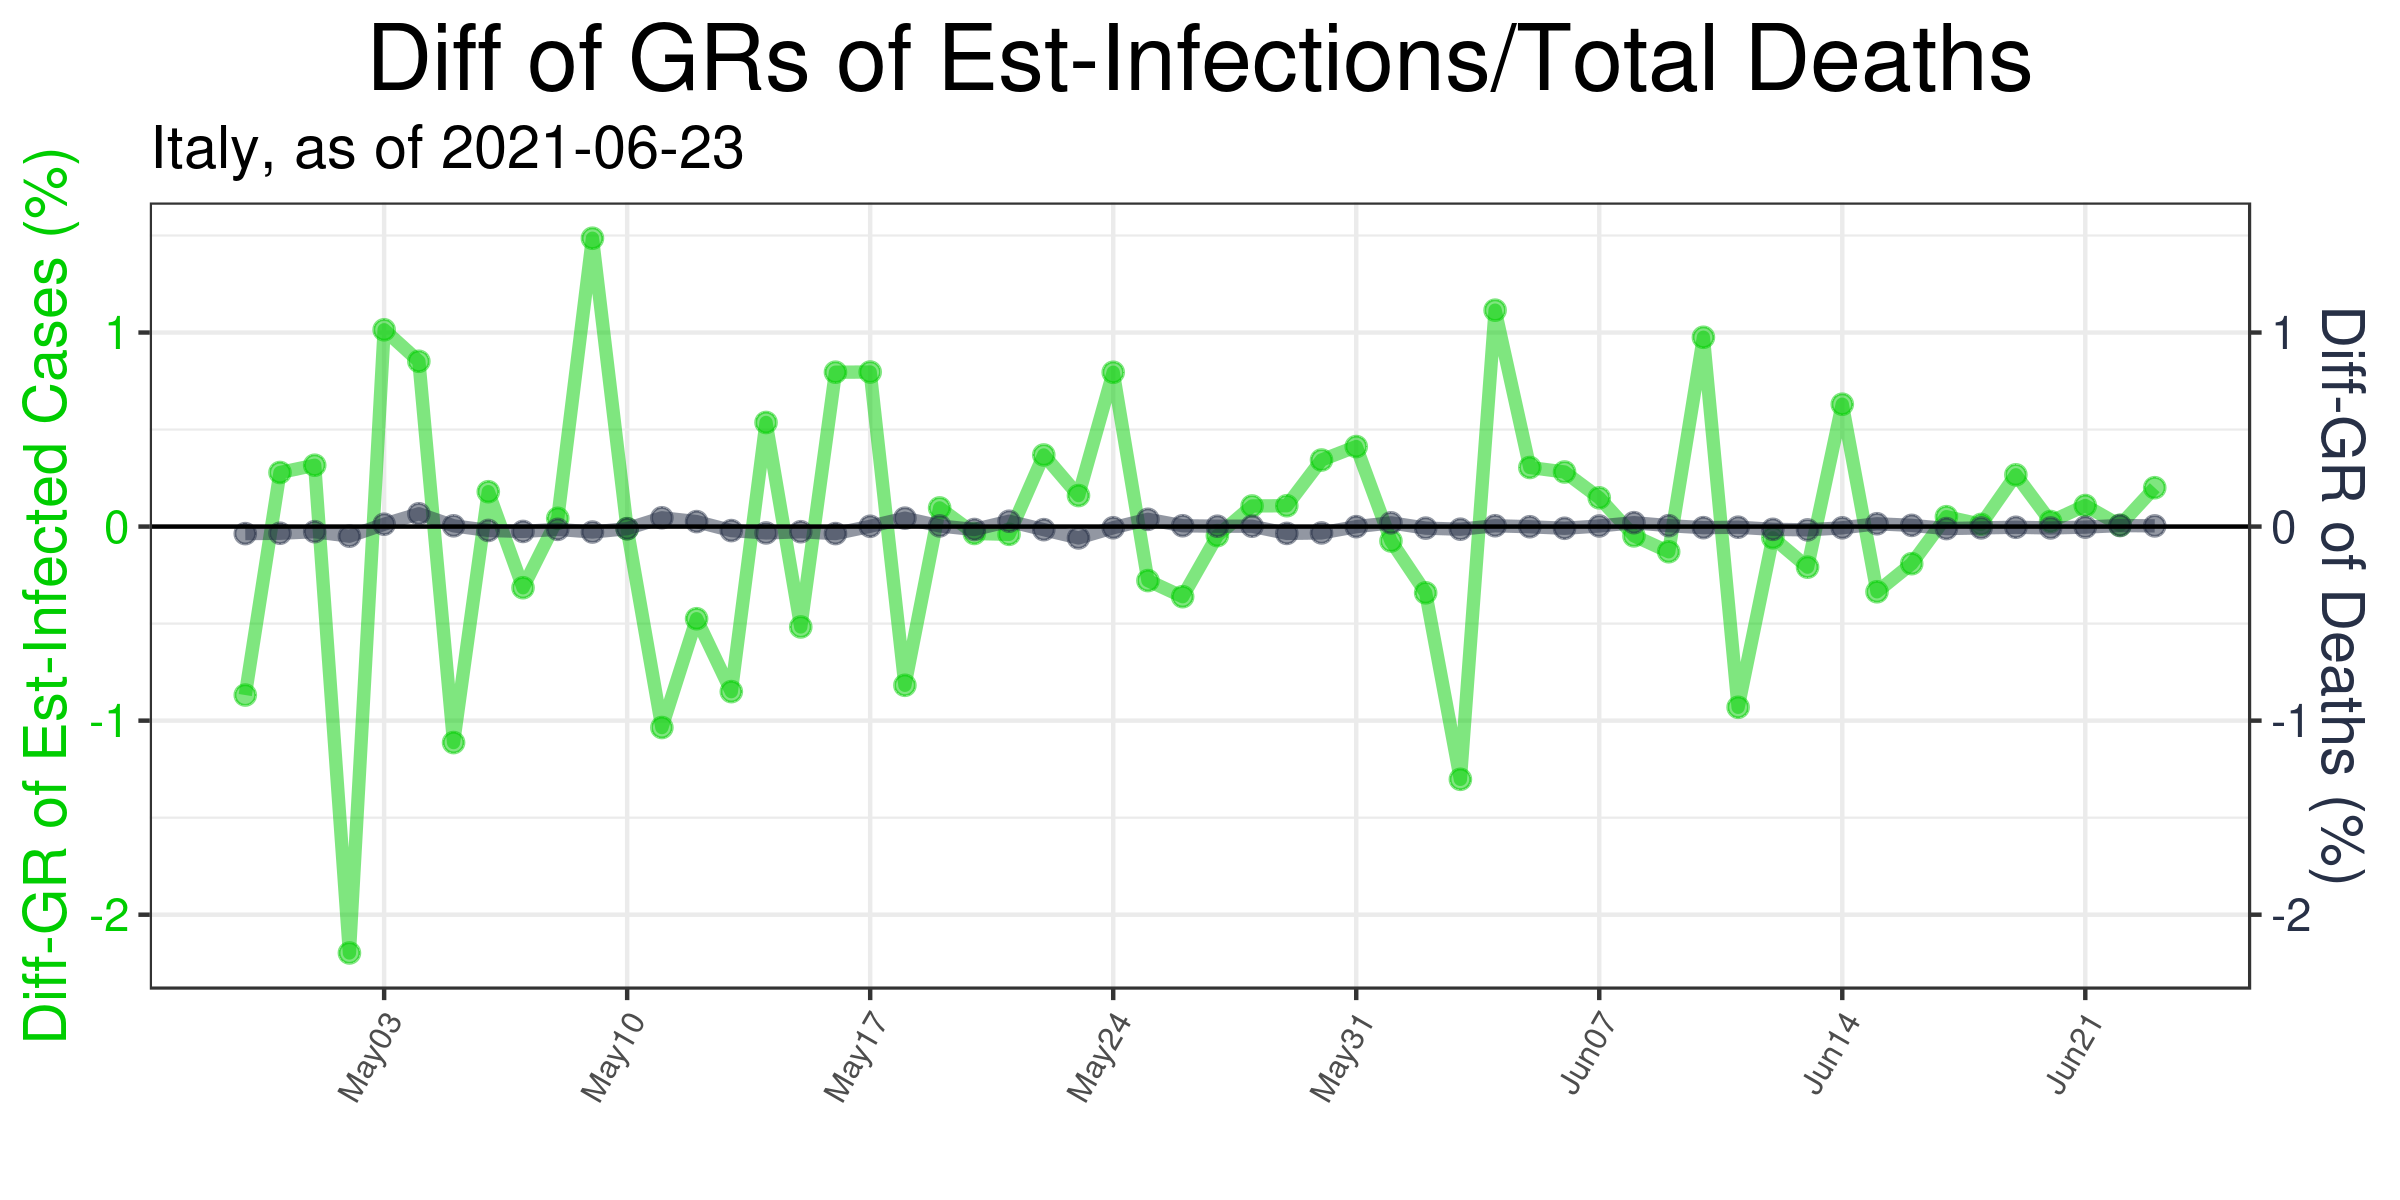 Diff of GRs of Est-Infections/Total Deaths
Italy, as of 2021-06-23
Diff-GR of Est-Infected Cases (%)
1
0
-1
-2
1
0
-1
-2
Diff-GR of Deaths (%)
May03
May10
May17
May24
May31
Jun07
Jun14
Jun21